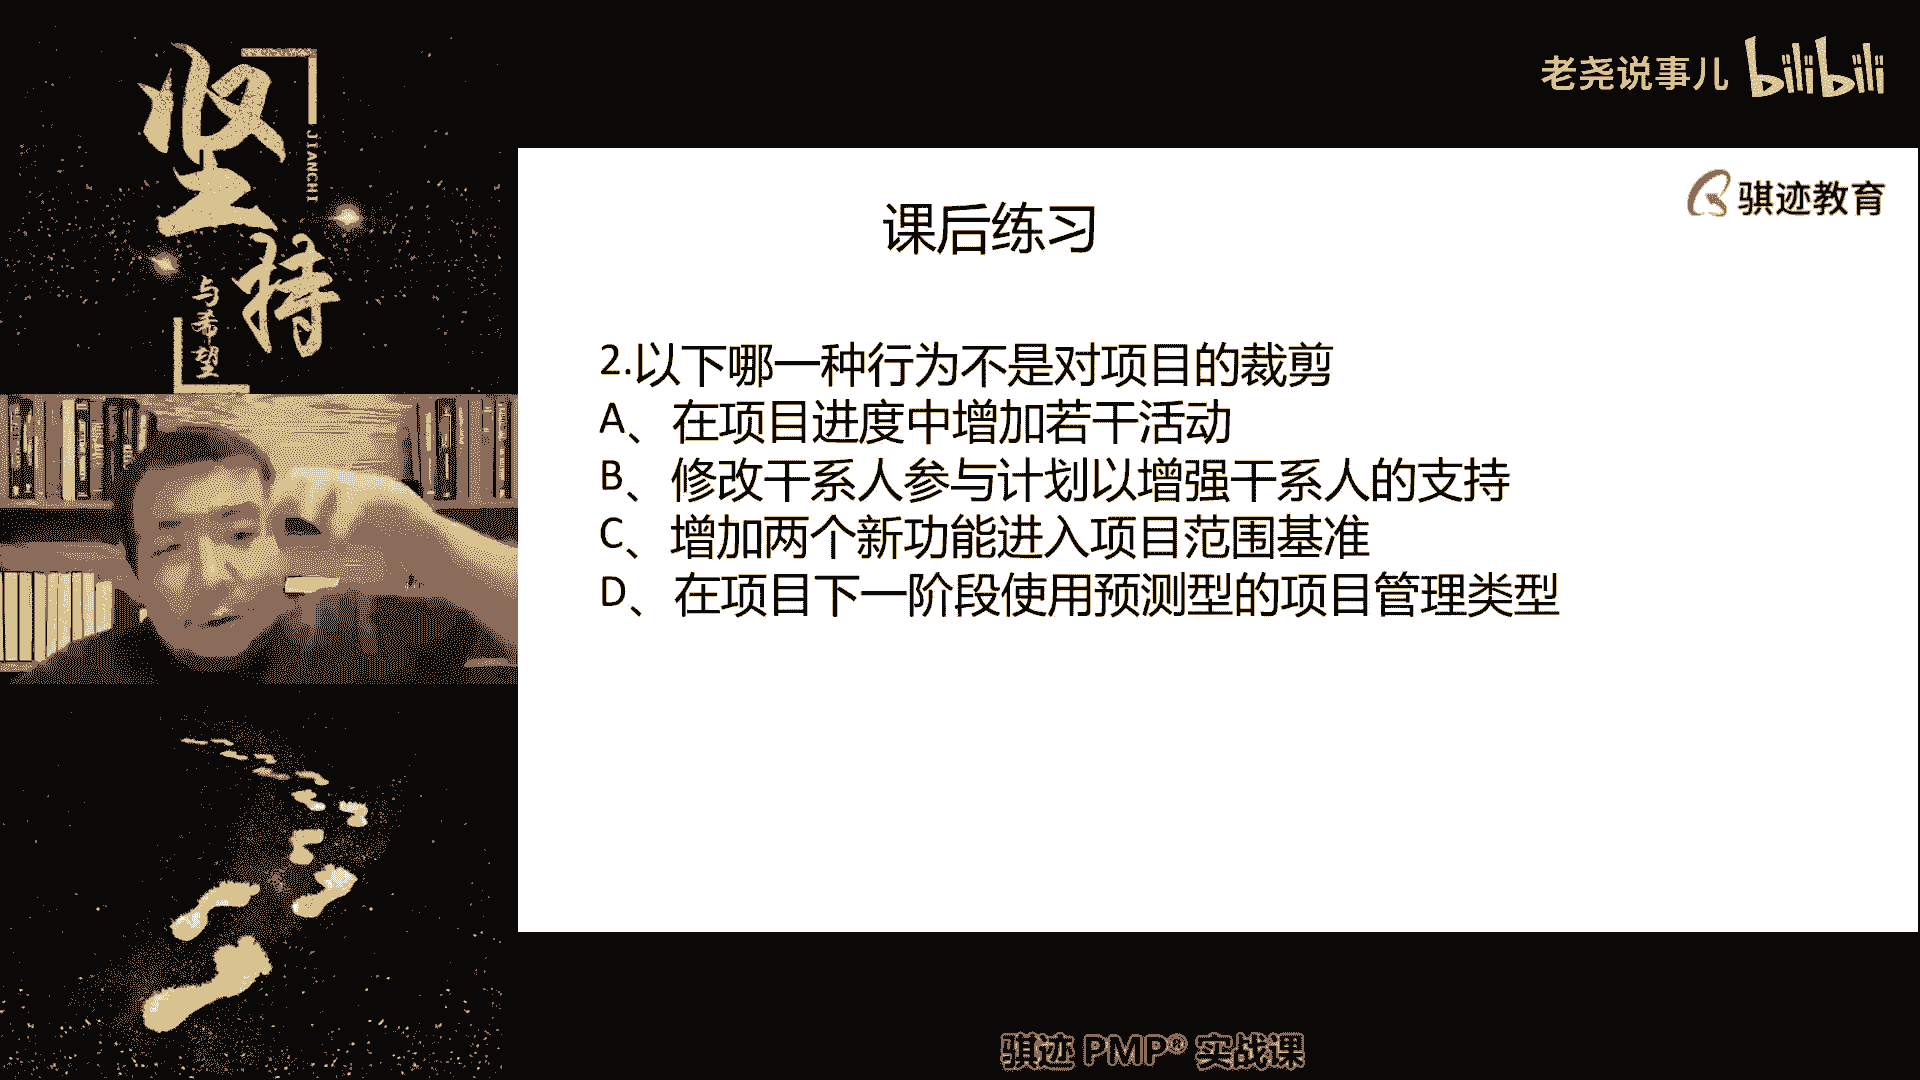 坚持
JIANCHI
与希望
老尧说事儿 bilibili
骐迹教育
课后练习
2.以下哪一种行为不是对项目的裁剪
A、在项目进度中增加若干活动
B、修改干系人参与计划以增强干系人的支持
C、增加两个新功能进入项目范围基准
D、在项目下一阶段使用预测型的项目管理类型
骐迹 PMP® 实战课